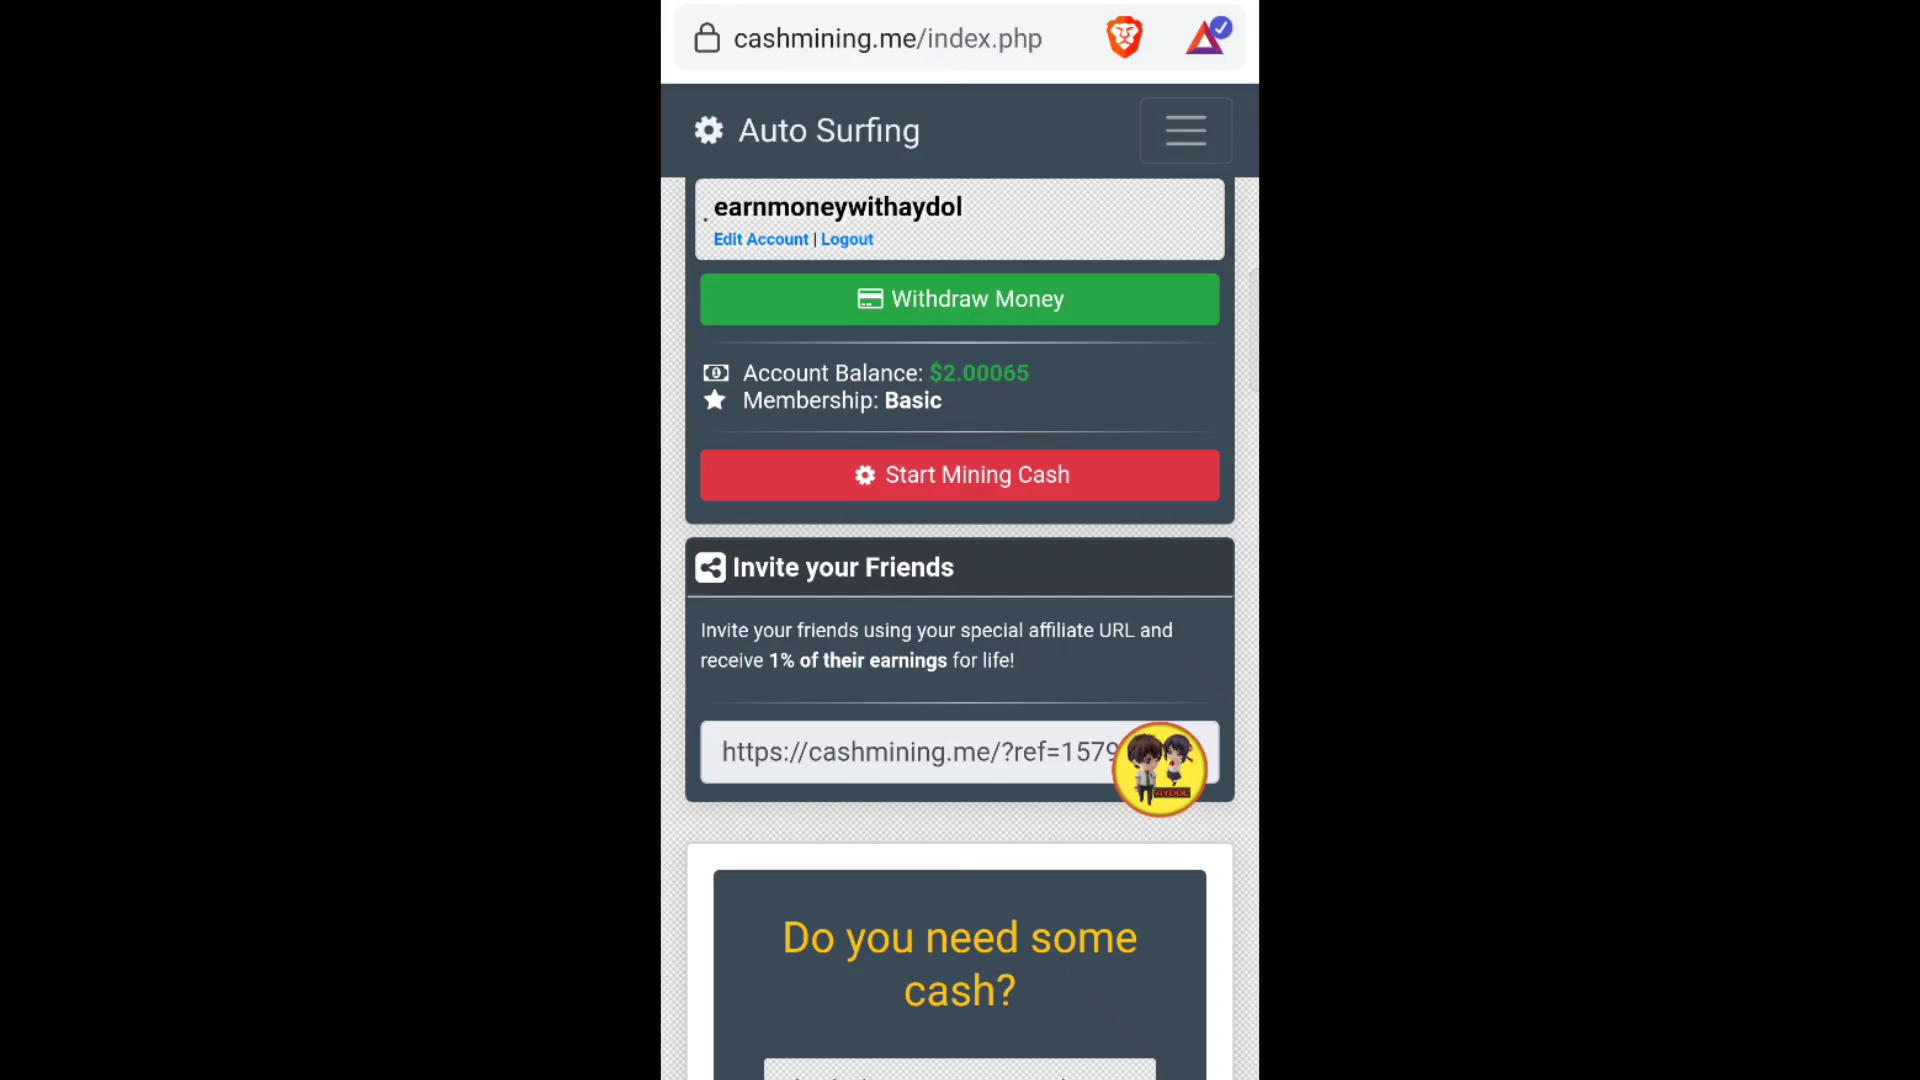 cashmining.me/index.php
Auto Surfing
earnmoneywithaydol
Edit Account | Logout
Withdraw Money
Account Balance: $2.00065
Membership: Basic
Start Mining Cash
Invite your Friends
Invite your friends using your special affiliate URL and
receive 1% of their earnings for life!
https://cashmining.me/?ref=1579
AYDOL
Do you need some
cash?